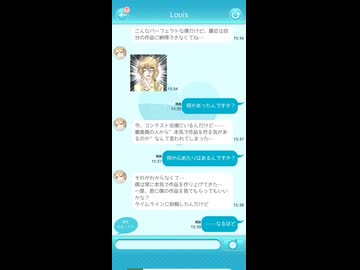 Louis
こんなパーフェクトな僕だけど、最近は自
分の作品に納得できなくてね…
15:34
15:34
何があったんですか？
15:35
今、コンテスト会場にいるんだけど……
審査員の人から"本気で作品を作る気があ
るのか"なんて言われてしまった…
15:37
何か心あたりはあるんですか？
15:37
それがわからなくて…
僕は常に本気で作品を作り上げてきた…
一度、君に僕の作品を見てもらってもいい
かな？
タイムラインに投稿したんだけど
15:38
……なるほど
15:39